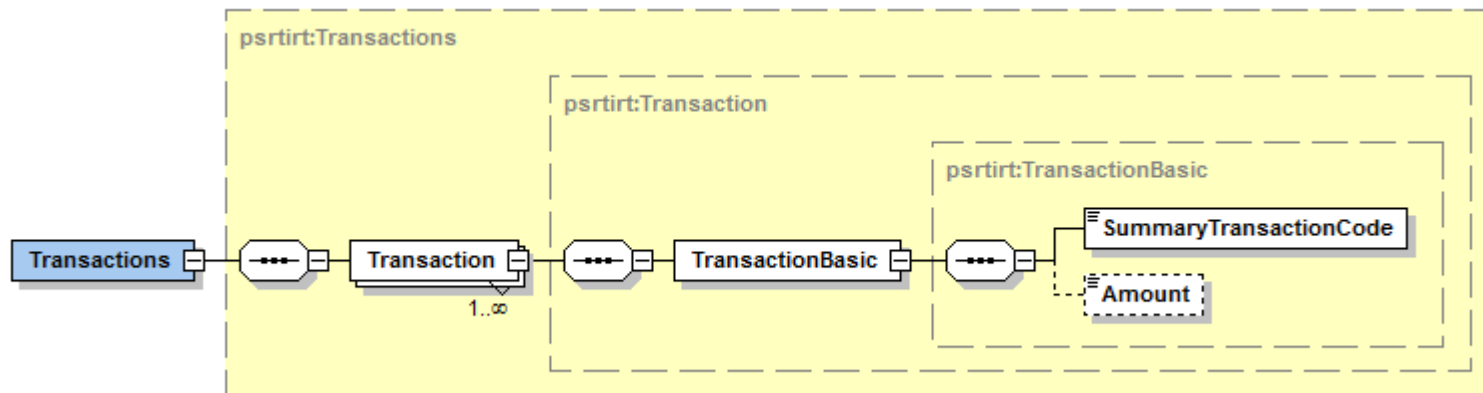 psrtirt:Transactions
psrtirt:Transaction
psrtirt:TransactionBasic
SummaryTransactionCode
Transactions
Transaction
TransactionBasic
Amount
1..∞